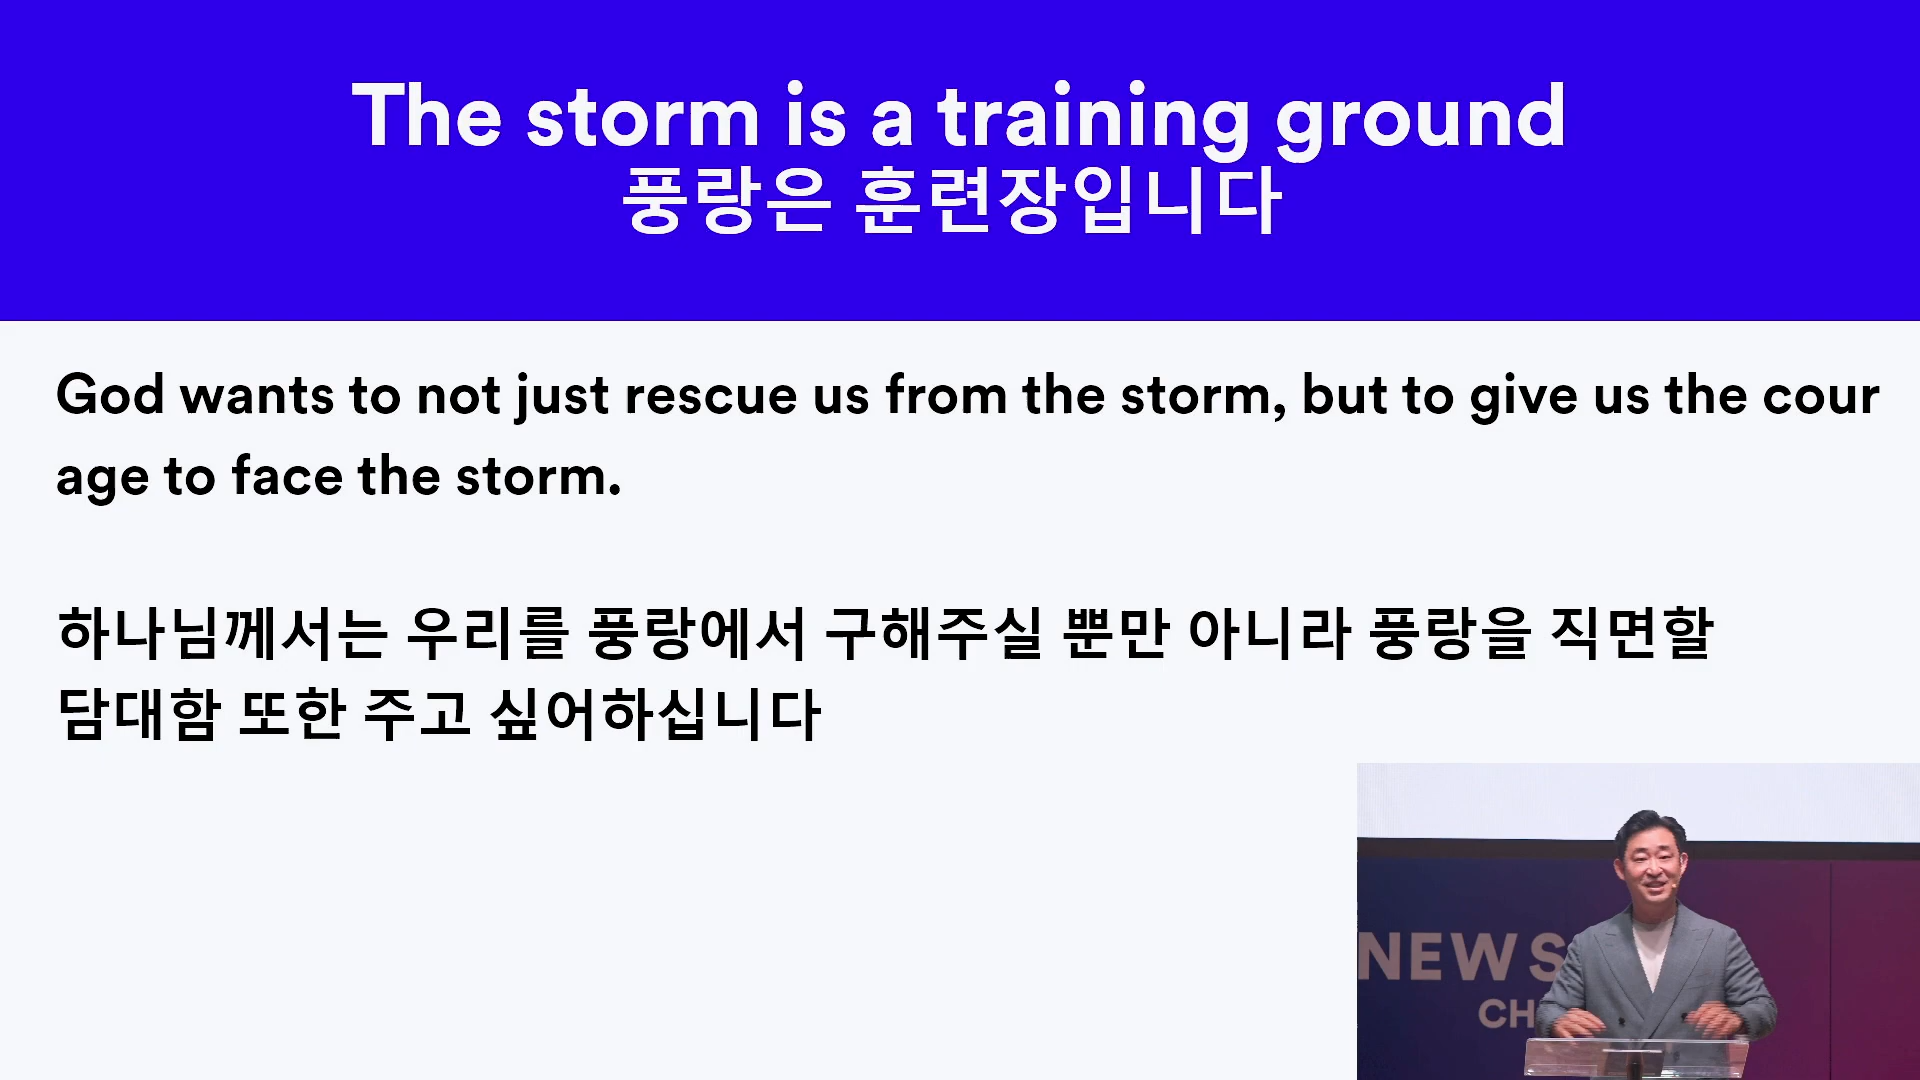 The storm is a training ground
풍랑은 훈련장입니다
God wants to not just rescue us from the storm, but to give us the cour
age to face the storm.
하나님께서는 우리를 풍랑에서 구해주실 뿐만 아니라 풍랑을 직면할
담대함 또한 주고 싶어하십니다
NEW S
CH